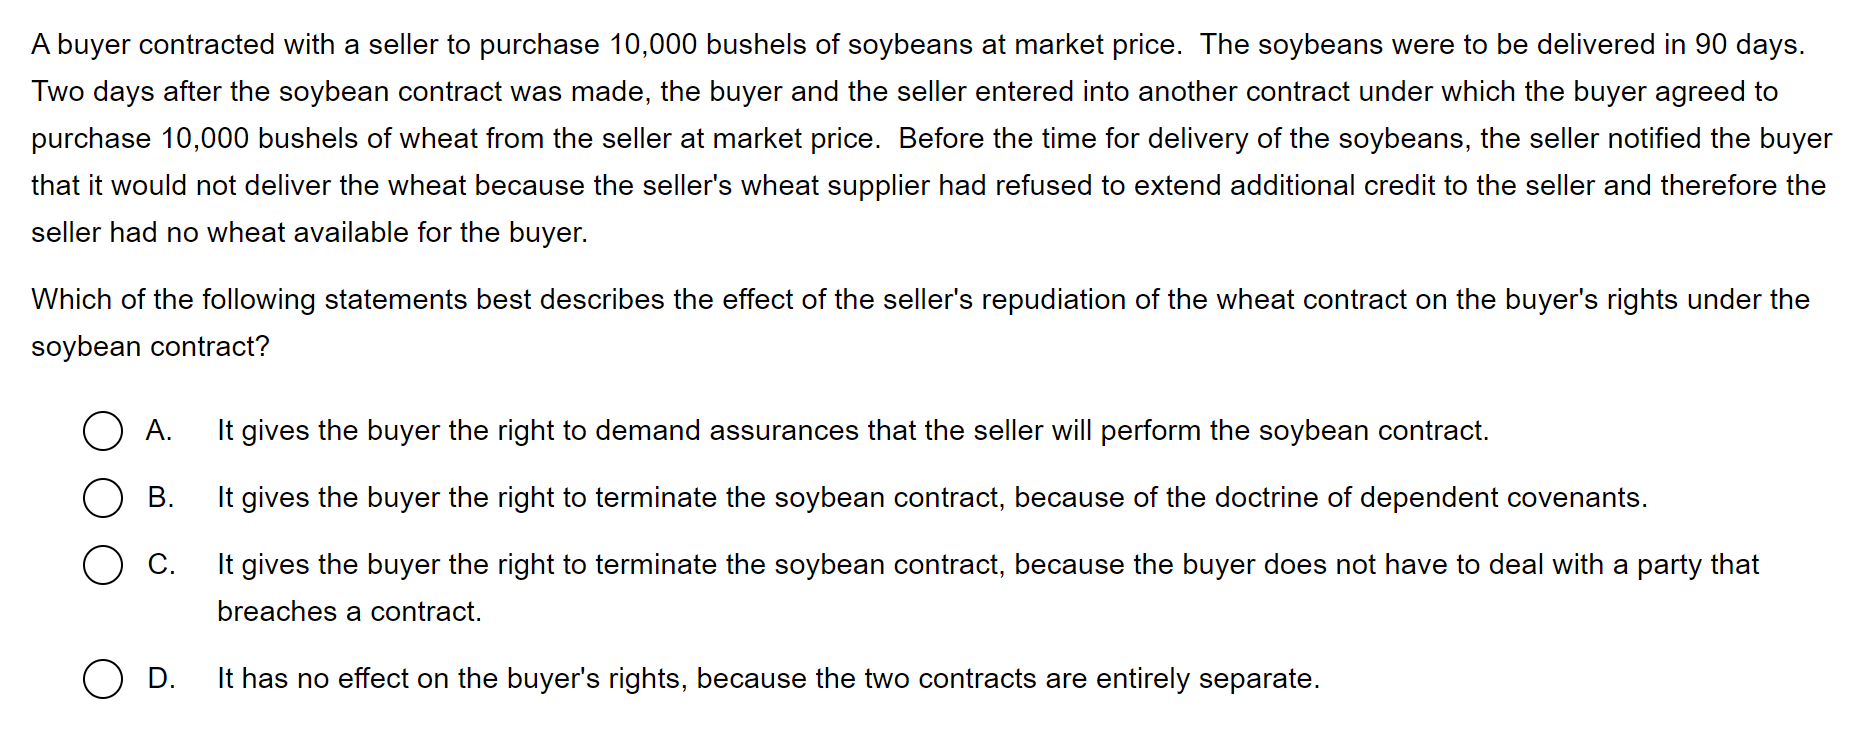 A buyer contracted with a seller to purchase 10,000 bushels of soybeans at market price.  The soybeans were to be delivered in 90 days.
Two days after the soybean contract was made, the buyer and the seller entered into another contract under which the buyer agreed to
purchase 10,000 bushels of wheat from the seller at market price.  Before the time for delivery of the soybeans, the seller notified the buyer
that it would not deliver the wheat because the seller's wheat supplier had refused to extend additional credit to the seller and therefore the
seller had no wheat available for the buyer.
Which of the following statements best describes the effect of the seller's repudiation of the wheat contract on the buyer's rights under the
soybean contract?
A. It gives the buyer the right to demand assurances that the seller will perform the soybean contract.
B. It gives the buyer the right to terminate the soybean contract, because of the doctrine of dependent covenants.
C. It gives the buyer the right to terminate the soybean contract, because the buyer does not have to deal with a party that
breaches a contract.
D. It has no effect on the buyer's rights, because the two contracts are entirely separate.